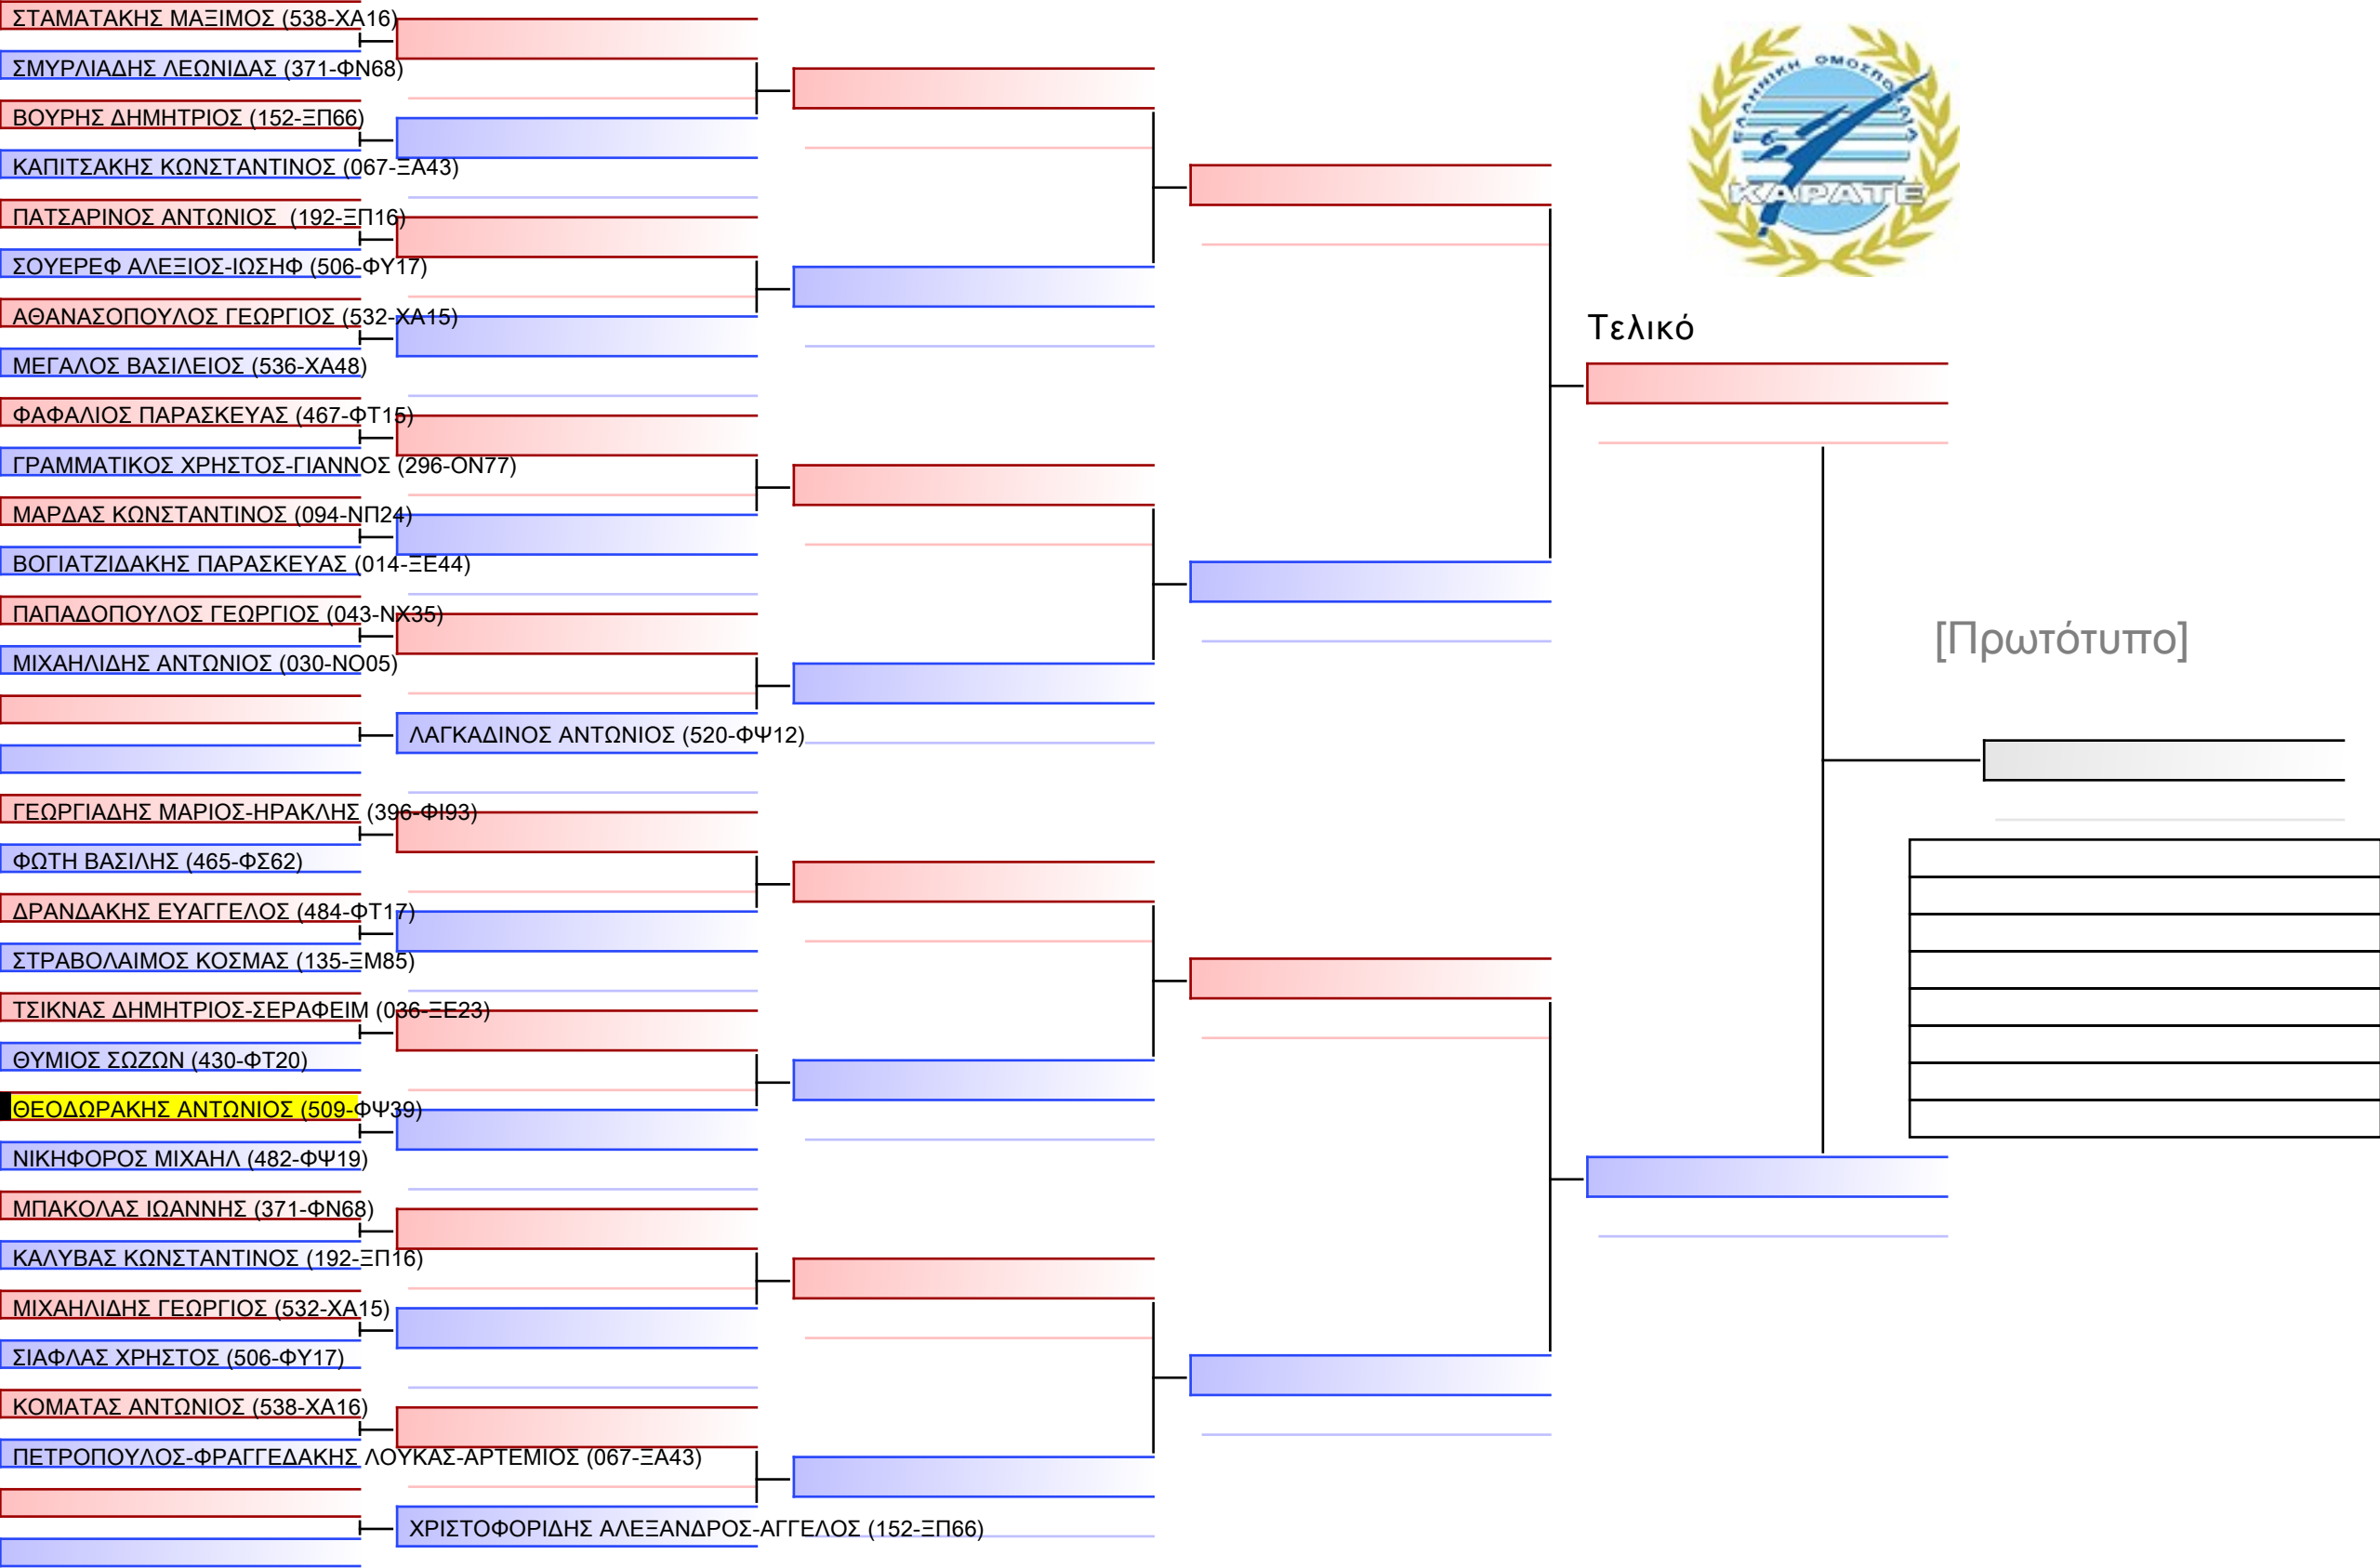 ΣΤΑΜΑΤΑΚΗΣ ΜΑΞΙΜΟΣ (538-ΧΑ16)
ΣΜΥΡΛΙΑΔΗΣ ΛΕΩΝΙΔΑΣ (371-ΦΝ68)
ΒΟΥΡΗΣ ΔΗΜΗΤΡΙΟΣ (152-ΞΠ66)
ΚΑΠΙΤΣΑΚΗΣ ΚΩΝΣΤΑΝΤΙΝΟΣ (067-ΞΑ43)
ΠΑΤΣΑΡΙΝΟΣ ΑΝΤΩΝΙΟΣ (192-ΞΠ16)
ΣΟΥΕΡΕΦ ΑΛΕΞΙΟΣ-ΙΩΣΗΦ (506-ΦΥ17)
ΑΘΑΝΑΣΟΠΟΥΛΟΣ ΓΕΩΡΓΙΟΣ (532-ΧΑ15)
ΜΕΓΑΛΟΣ ΒΑΣΙΛΕΙΟΣ (536-ΧΑ48)
ΦΑΦΑΛΙΟΣ ΠΑΡΑΣΚΕΥΑΣ (467-ΦΤ15)
ΓΡΑΜΜΑΤΙΚΟΣ ΧΡΗΣΤΟΣ-ΓΙΑΝΝΟΣ (296-ΟΝ77)
ΜΑΡΔΑΣ ΚΩΝΣΤΑΝΤΙΝΟΣ (094-ΝΠ24)
ΒΟΓΙΑΤΖΙΔΑΚΗΣ ΠΑΡΑΣΚΕΥΑΣ (014-ΞΕ44)
ΠΑΠΑΔΟΠΟΥΛΟΣ ΓΕΩΡΓΙΟΣ (043-ΝΧ35)
ΜΙΧΑΗΛΙΔΗΣ ΑΝΤΩΝΙΟΣ (030-ΝΟ05)
ΛΑΓΚΑΔΙΝΟΣ ΑΝΤΩΝΙΟΣ (520-ΦΨ12)
ΓΕΩΡΓΙΑΔΗΣ ΜΑΡΙΟΣ-ΗΡΑΚΛΗΣ (396-ΦΙ93)
ΦΩΤΗ ΒΑΣΙΛΗΣ (465-ΦΣ62)
ΔΡΑΝΔΑΚΗΣ ΕΥΑΓΓΕΛΟΣ (484-ΦΤ17)
ΣΤΡΑΒΟΛΑΙΜΟΣ ΚΟΣΜΑΣ (135-ΞΜ85)
ΤΣΙΚΝΑΣ ΔΗΜΗΤΡΙΟΣ-ΣΕΡΑΦΕΙΜ (036-ΞΕ23)
ΘΥΜΙΟΣ ΣΩΖΩΝ (430-ΦΤ20)
ΘΕΟΔΩΡΑΚΗΣ ΑΝΤΩΝΙΟΣ (509-ΦΨ39)
ΝΙΚΗΦΟΡΟΣ ΜΙΧΑΗΛ (482-ΦΨ19)
ΜΠΑΚΟΛΑΣ ΙΩΑΝΝΗΣ (371-ΦΝ68)
ΚΑΛΥΒΑΣ ΚΩΝΣΤΑΝΤΙΝΟΣ (192-ΞΠ16)
ΜΙΧΑΗΛΙΔΗΣ ΓΕΩΡΓΙΟΣ (532-ΧΑ15)
ΣΙΑΦΛΑΣ ΧΡΗΣΤΟΣ (506-ΦΥ17)
ΚΟΜΑΤΑΣ ΑΝΤΩΝΙΟΣ (538-ΧΑ16)
ΠΕΤΡΟΠΟΥΛΟΣ-ΦΡΑΓΓΕΔΑΚΗΣ ΛΟΥΚΑΣ-ΑΡΤΕΜΙΟΣ (067-ΞΑ43)
ΧΡΙΣΤΟΦΟΡΙΔΗΣ ΑΛΕΞΑΝΔΡΟΣ-ΑΓΓΕΛΟΣ (152-ΞΠ66)
ΕΛΛΗΝΙΚΗ ΟΜΟΣΠΟΝΔΙΑ
ΚΑΡΑΤΕ
Τελικό
[Πρωτότυπο]